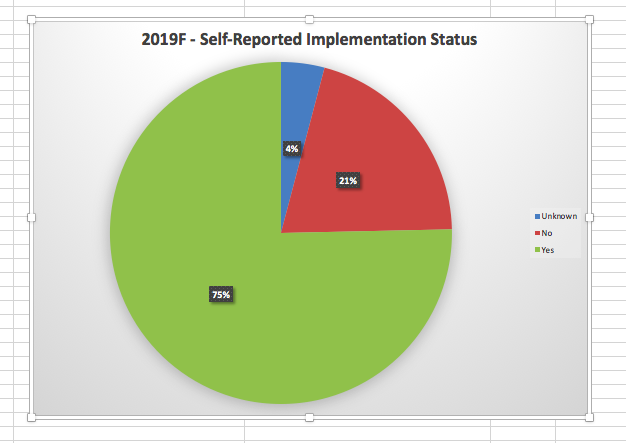 2019F - Self-Reported Implementation Status
4%
21%
75%
Unknown
No
Yes